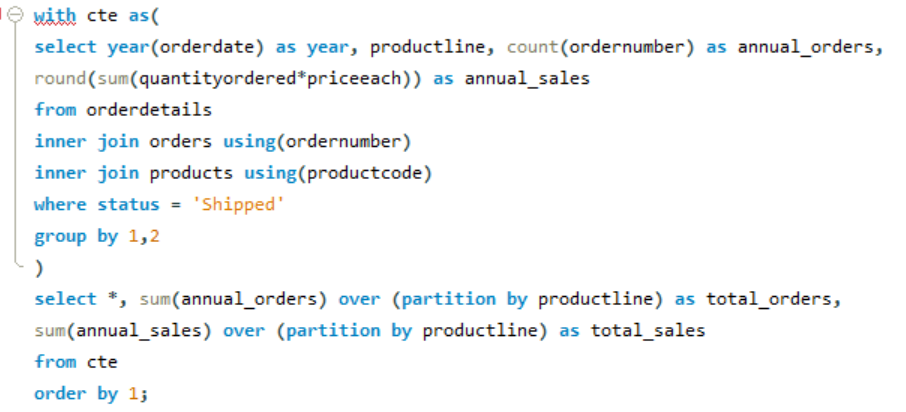 with cte as(
select year(orderdate) as year, productline, count(ordernumber) as annual_orders,
round(sum(quantityordered*priceeach)) as annual_sales
from orderdetails
inner join orders using(ordernumber)
inner join products using(productcode)
where status = 'Shipped'
group by 1,2
)
select *, sum(annual_orders) over (partition by productline) as total_orders,
sum(annual_sales) over (partition by productline) as total_sales
from cte
order by 1;